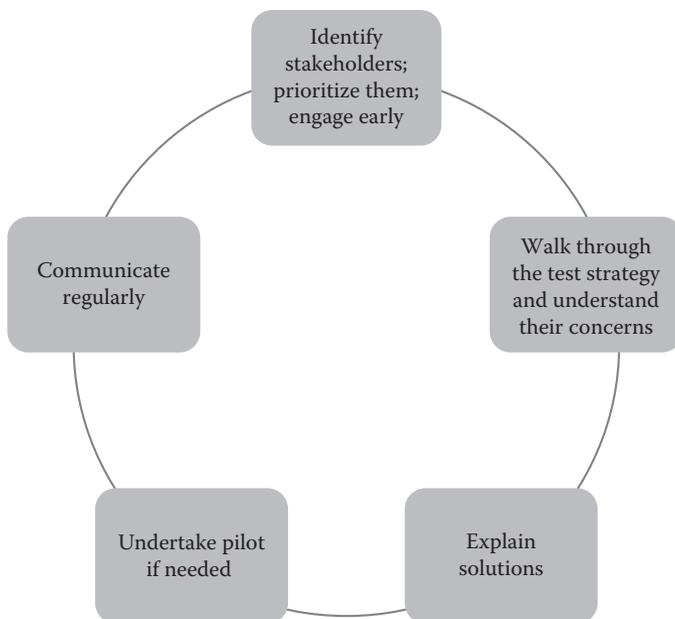 Identify
stakeholders;
prioritize them;
engage early
Walk through
the test strategy
and understand
their concerns
Explain
solutions
Undertake pilot
if needed
Communicate
regularly